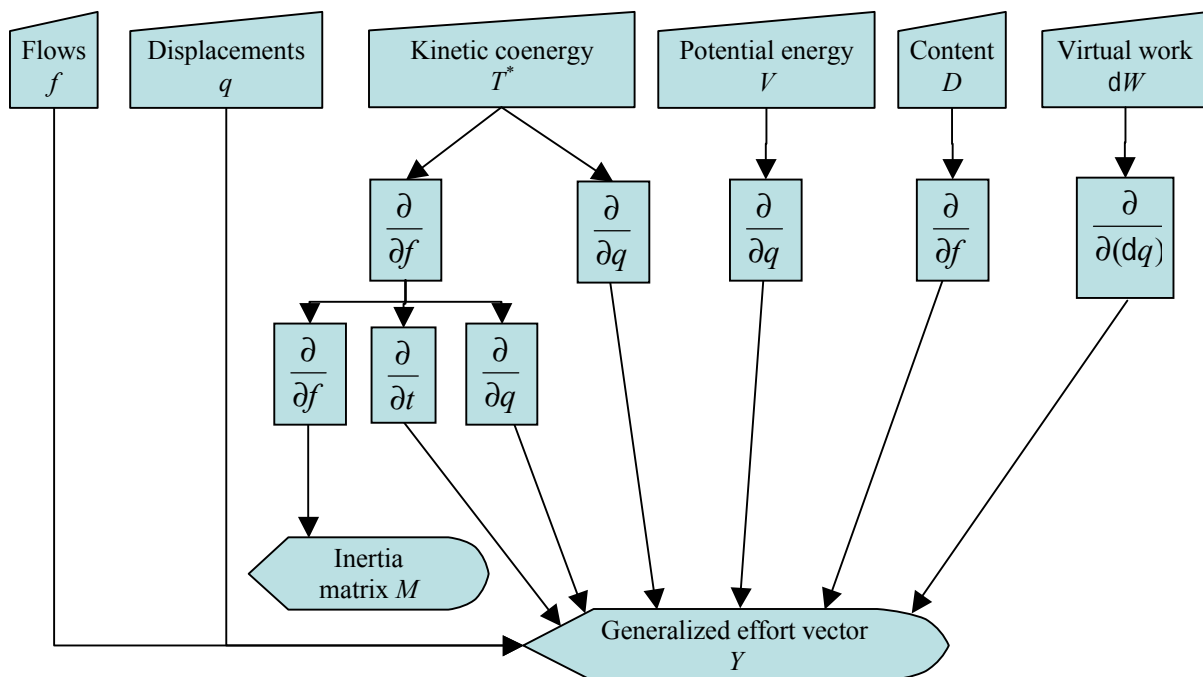 Flows
f
Displacements
q
Kinetic coenergy
T*
Potential energy
V
Content
D
Virtual work
dW
∂
∂f
∂
∂q
∂
∂q
∂
∂f
∂
∂(dq)
∂
∂f
∂
∂t
∂
∂q
Inertia
matrix M
Generalized effort vector
Y